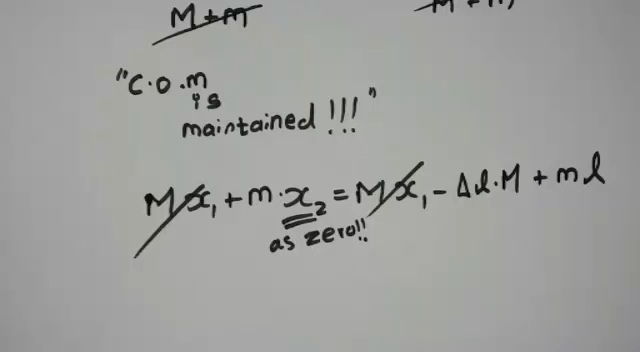 M+m M+m
"C.O.M
is
maintained !!!"
Mx₁ + m·x₂ = Mx₁ - Δl·M + ml
as zero!!